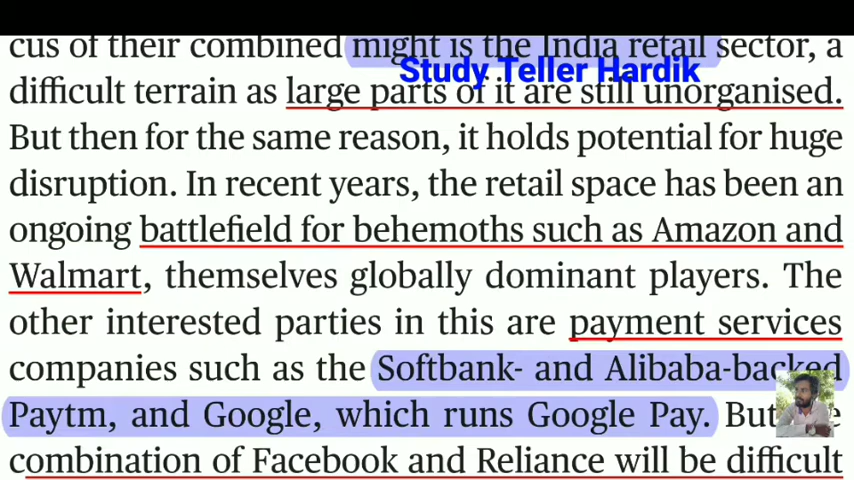 cus of their combined might is the India retail sector, a
Study Teller Hardik
difficult terrain as large parts of it are still unorganised.
But then for the same reason, it holds potential for huge
disruption. In recent years, the retail space has been an
ongoing battlefield for behemoths such as Amazon and
Walmart, themselves globally dominant players. The
other interested parties in this are payment services
companies such as the Softbank- and Alibaba-backed
Paytm, and Google, which runs Google Pay. But
combination of Facebook and Reliance will be difficult